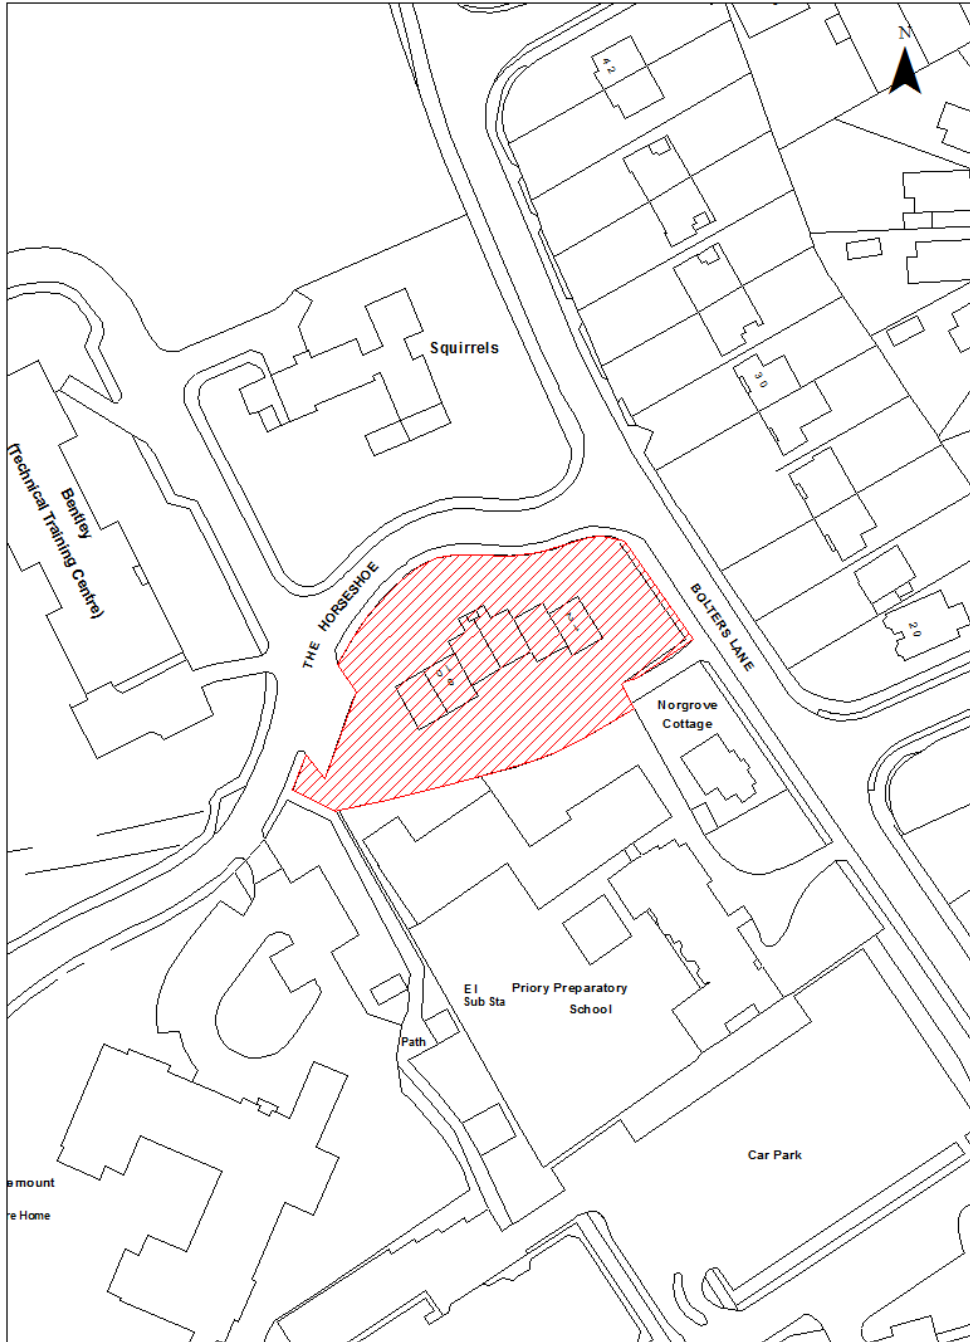 N
42
Squirrels
30
Bentley
(Technical Training Centre)
THE HORSESHOE
BOLTERS LANE
20
Norgrove
Cottage
El
Sub Sta
Priory Preparatory
School
Path
Car Park
emount
re Home